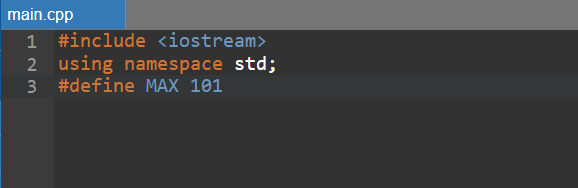 main.cpp
1 #include <iostream>
2 using namespace std;
3 #define MAX 101